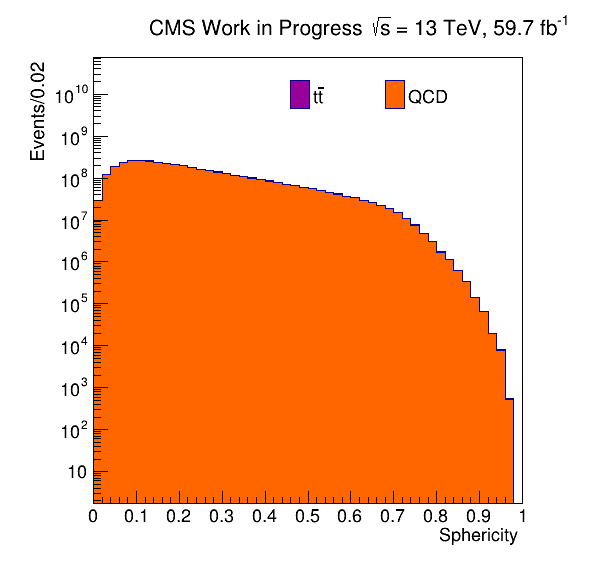 CMS Work in Progress √s = 13 TeV, 59.7 fb⁻¹
Events/0.02
tt̄
QCD
10¹⁰
10⁹
10⁸
10⁷
10⁶
10⁵
10⁴
10³
10²
10
0 0.1 0.2 0.3 0.4 0.5 0.6 0.7 0.8 0.9 1
Sphericity